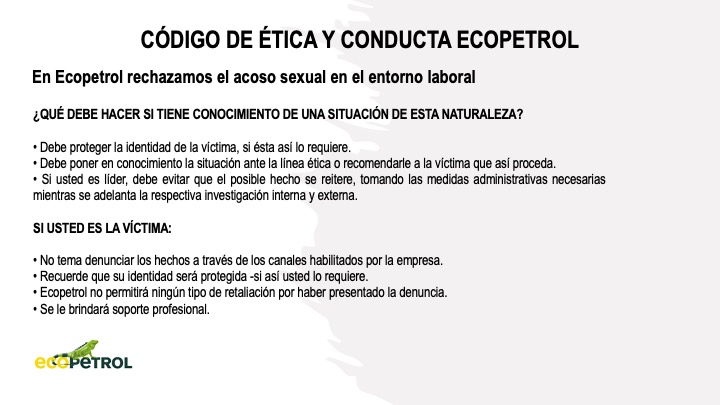 CÓDIGO DE ÉTICA Y CONDUCTA ECOPETROL
En Ecopetrol rechazamos el acoso sexual en el entorno laboral
¿QUÉ DEBE HACER SI TIENE CONOCIMIENTO DE UNA SITUACIÓN DE ESTA NATURALEZA?
• Debe proteger la identidad de la víctima, si ésta así lo requiere.
• Debe poner en conocimiento la situación ante la línea ética o recomendarle a la víctima que así proceda.
• Si usted es líder, debe evitar que el posible hecho se reitere, tomando las medidas administrativas necesarias
mientras se adelanta la respectiva investigación interna y externa.
SI USTED ES LA VÍCTIMA:
• No tema denunciar los hechos a través de los canales habilitados por la empresa.
• Recuerde que su identidad será protegida -si así usted lo requiere.
• Ecopetrol no permitirá ningún tipo de retaliación por haber presentado la denuncia.
• Se le brindará soporte profesional.
ecoPETROL